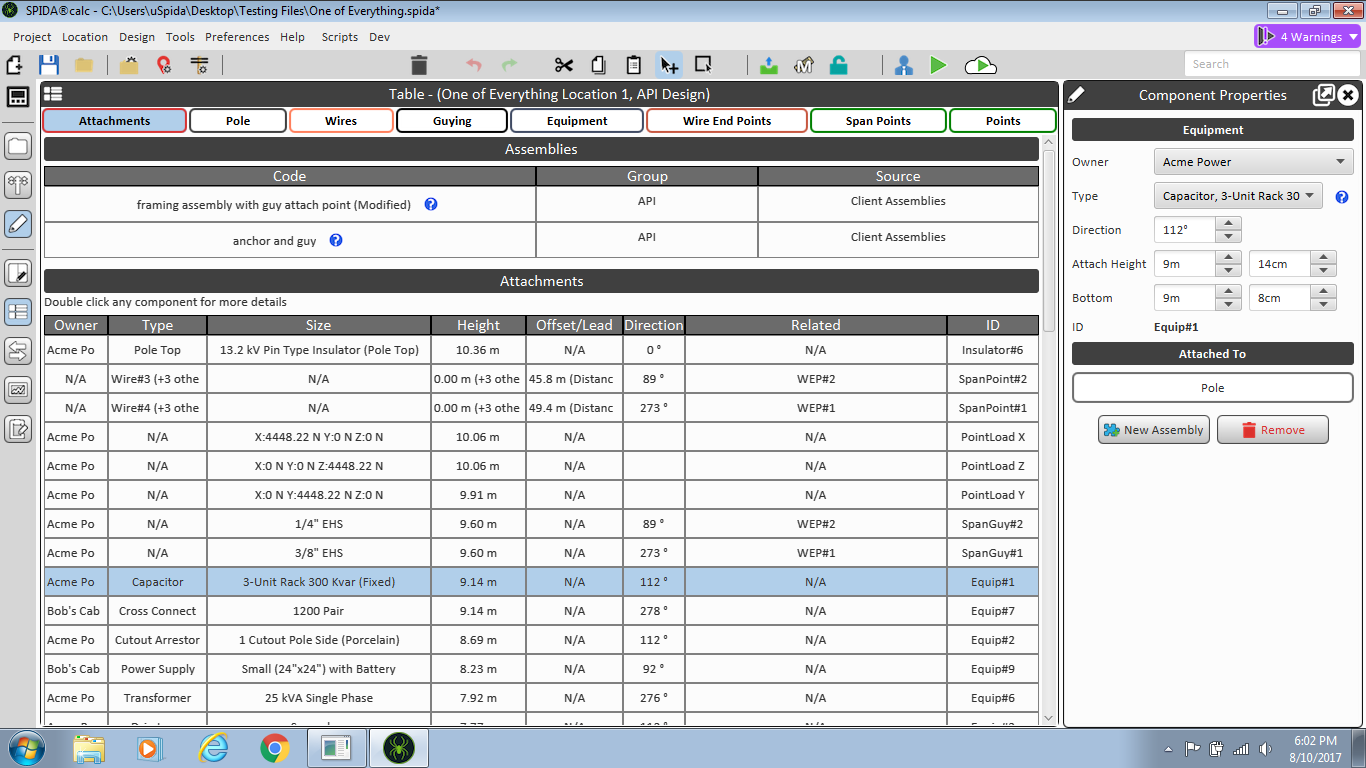 SPIDA®calc - C:\Users\uSpida\Desktop\Testing Files\One of Everything.spida*
Project Location Design Tools Preferences Help Scripts Dev
4 Warnings
Search
Table - (One of Everything Location 1, API Design)
Attachments Pole Wires Guying Equipment Wire End Points Span Points Points
Assemblies
Code Group Source
framing assembly with guy attach point (Modified) ? API Client Assemblies
anchor and guy ? API Client Assemblies
Attachments
Double click any component for more details
Owner Type Size Height Offset/Lead Direction Related ID
Acme Po Pole Top 13.2 kV Pin Type Insulator (Pole Top) 10.36 m N/A 0 ° N/A Insulator#6
N/A Wire#3 (+3 othe N/A 0.00 m (+3 othe 45.8 m (Distanc 89 ° WEP#2 SpanPoint#2
N/A Wire#4 (+3 othe N/A 0.00 m (+3 othe 49.4 m (Distanc 273 ° WEP#1 SpanPoint#1
Acme Po N/A X:4448.22 N Y:0 N Z:0 N 10.06 m N/A N/A PointLoad X
Acme Po N/A X:0 N Y:0 N Z:4448.22 N 10.06 m N/A N/A PointLoad Z
Acme Po N/A X:0 N Y:4448.22 N Z:0 N 9.91 m N/A N/A PointLoad Y
Acme Po N/A 1/4" EHS 9.60 m N/A 89 ° WEP#2 SpanGuy#2
Acme Po N/A 3/8" EHS 9.60 m N/A 273 ° WEP#1 SpanGuy#1
Acme Po Capacitor 3-Unit Rack 300 Kvar (Fixed) 9.14 m N/A 112 ° N/A Equip#1
Bob's Cab Cross Connect 1200 Pair 9.14 m N/A 278 ° N/A Equip#7
Acme Po Cutout Arrestor 1 Cutout Pole Side (Porcelain) 8.69 m N/A 112 ° N/A Equip#2
Bob's Cab Power Supply Small (24"x24") with Battery 8.23 m N/A 92 ° N/A Equip#9
Acme Po Transformer 25 kVA Single Phase 7.92 m N/A 276 ° N/A Equip#6
Component Properties
Equipment
Owner Acme Power
Type Capacitor, 3-Unit Rack 30 ?
Direction 112°
Attach Height 9m 14cm
Bottom 9m 8cm
ID Equip#1
Attached To
Pole
New Assembly Remove
6:02 PM
8/10/2017